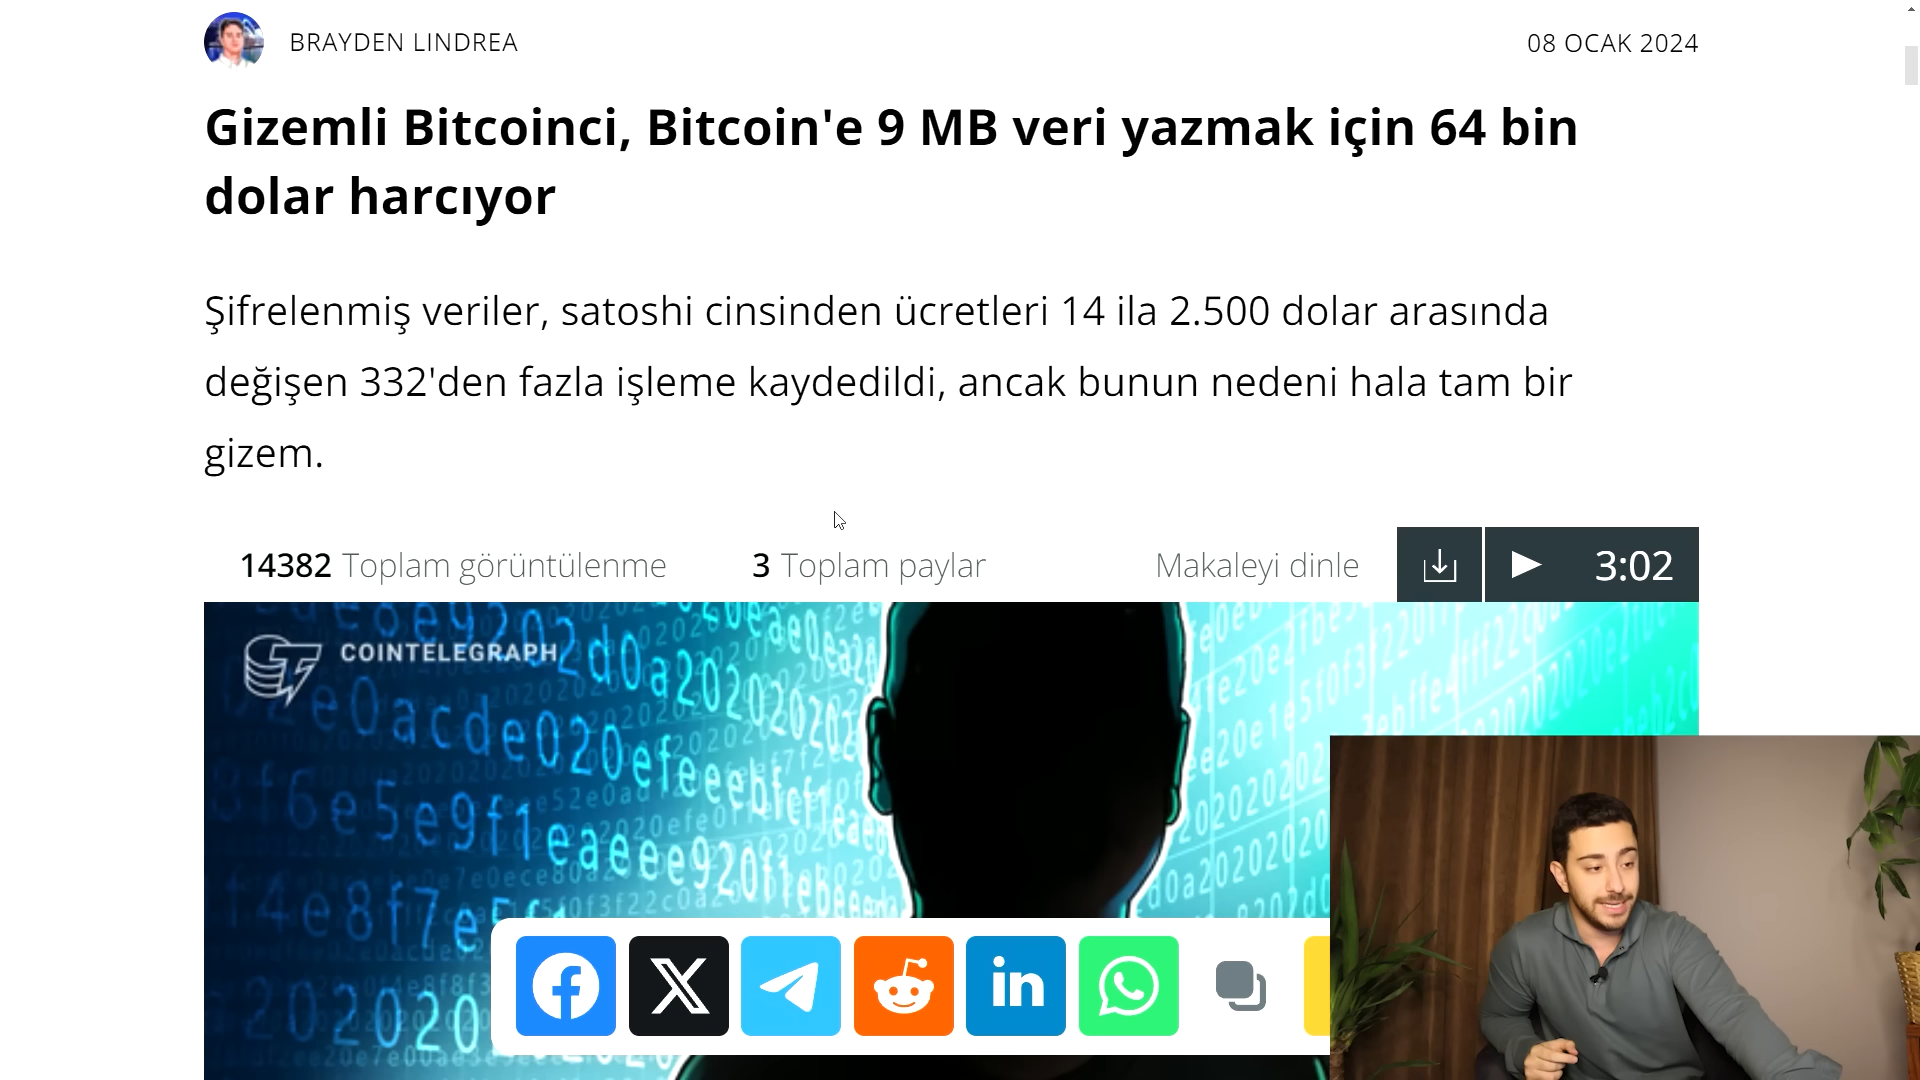 BRAYDEN LINDREA
08 OCAK 2024
Gizemli Bitcoinci, Bitcoin'e 9 MB veri yazmak için 64 bin
dolar harcıyor
Şifrelenmiş veriler, satoshi cinsinden ücretleri 14 ila 2.500 dolar arasında
değişen 332'den fazla işleme kaydedildi, ancak bunun nedeni hala tam bir
gizem.
14382 Toplam görüntülenme
3 Toplam paylar
Makaleyi dinle
3:02
COINTELEGRAPH